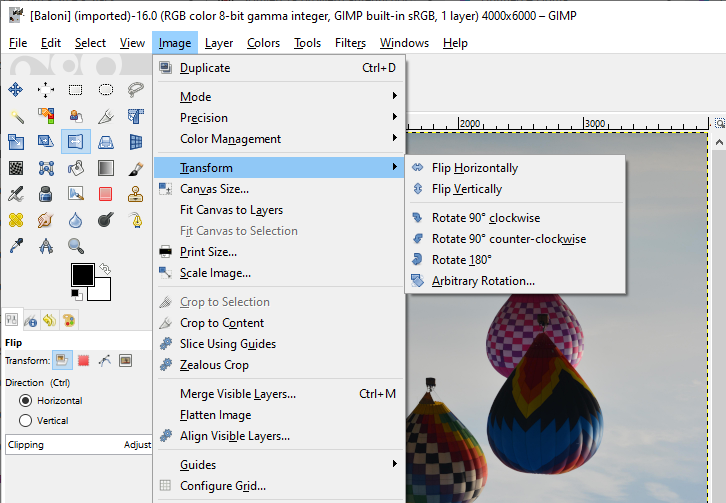 [Baloni] (imported)-16.0 (RGB color 8-bit gamma integer, GIMP built-in sRGB, 1 layer) 4000x6000 – GIMP
File Edit Select View Image Layer Colors Tools Filters Windows Help
Duplicate Ctrl+D
Mode
Precision
Color Management
2000 3000
Transform
Canvas Size...
Fit Canvas to Layers
Fit Canvas to Selection
Print Size...
Scale Image...
Flip Horizontally
Flip Vertically
Rotate 90° clockwise
Rotate 90° counter-clockwise
Rotate 180°
Arbitrary Rotation...
Crop to Selection
Crop to Content
Slice Using Guides
Zealous Crop
Merge Visible Layers... Ctrl+M
Flatten Image
Align Visible Layers...
Guides
Configure Grid...
Flip
Transform:
Direction (Ctrl)
Horizontal
Vertical
Clipping Adjust